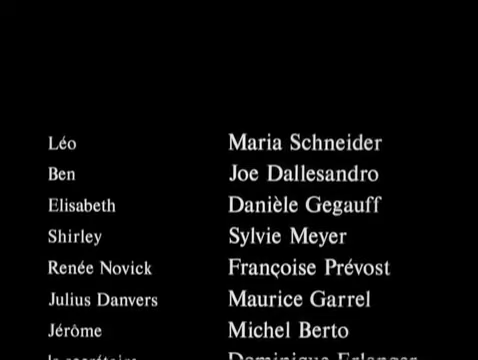 Léo Maria Schneider
Ben Joe Dallesandro
Elisabeth Danièle Gegauff
Shirley Sylvie Meyer
Renée Novick Françoise Prévost
Julius Danvers Maurice Garrel
Jérôme Michel Berto
la secrétaire Dominique Erlanger